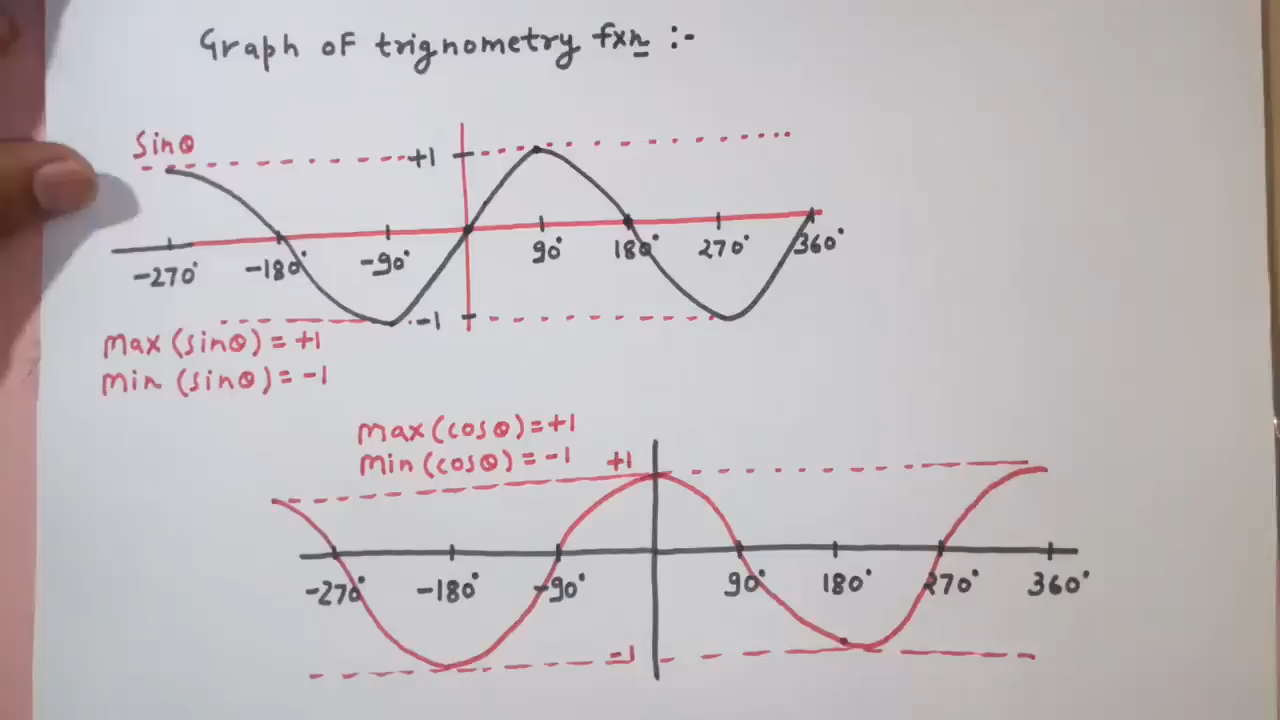 Graph of trignometry fxn :-
Sinθ
+1
-270° -180° -90° 90° 180° 270° 360°
-1
max (sinθ) = +1
min (sinθ) = -1
max (cosθ) = +1
min (cosθ) = -1
+1
-270° -180° -90° 90° 180° 270° 360°
-1